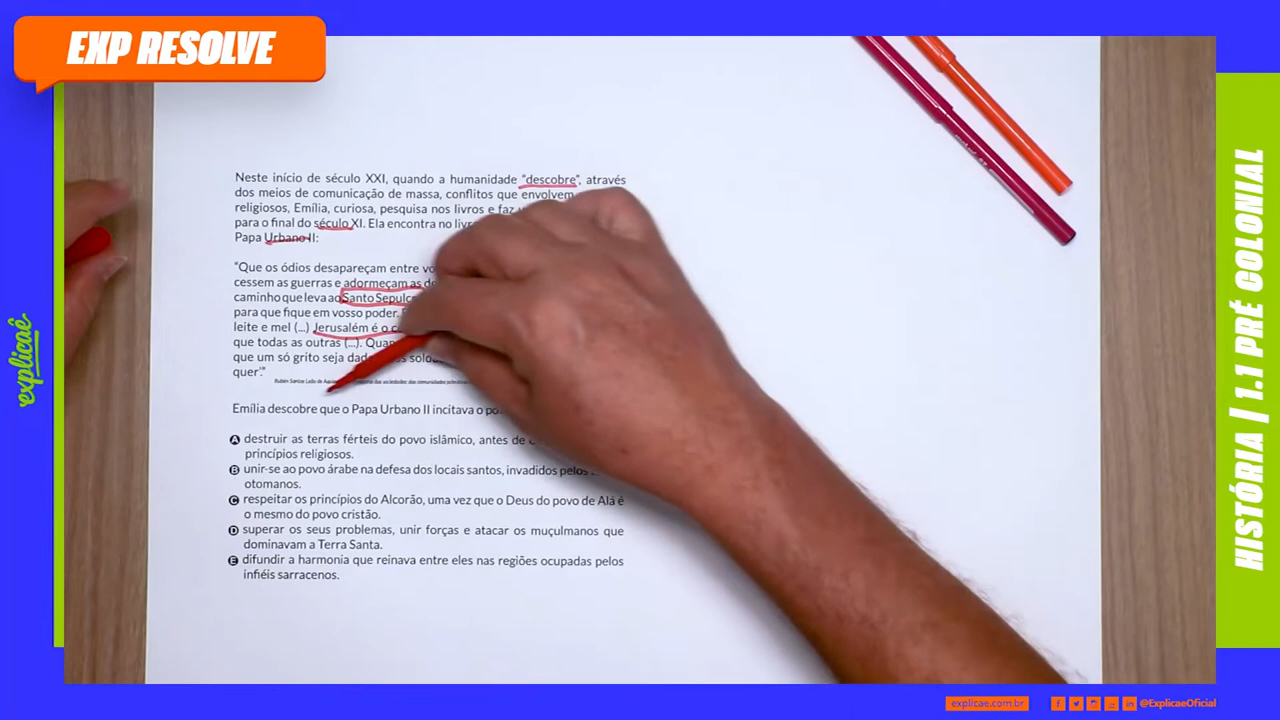 EXP RESOLVE
Neste início de século XXI, quando a humanidade "descobre", através
dos meios de comunicação de massa, conflitos que envolvem
religiosos, Emília, curiosa, pesquisa nos livros e faz
para o final do século XI. Ela encontra no
Papa Urbano II:
"Que os ódios desapareçam entre
cessem as guerras e adormeçam as
caminho que leva ao Santo
para que fique em vosso poder.
leite e mel (...) Jerusalém é o
que todas as outras (...).
que um só grito seja
quer."
Emília descobre que o Papa Urbano II incitava o
A destruir as terras férteis do povo islâmico, antes de
princípios religiosos.
B unir-se ao povo árabe na defesa dos locais santos, invadidos pelos
otomanos.
C respeitar os princípios do Alcorão, uma vez que o Deus do povo de Alá é
o mesmo do povo cristão.
D superar os seus problemas, unir forças e atacar os muçulmanos que
dominavam a Terra Santa.
E difundir a harmonia que reinava entre eles nas regiões ocupadas pelos
infiéis sarracenos.
explicaê
HISTÓRIA | 1.1 PRÉ COLONIAL
explicae.com.br
@ExplicaeOficial